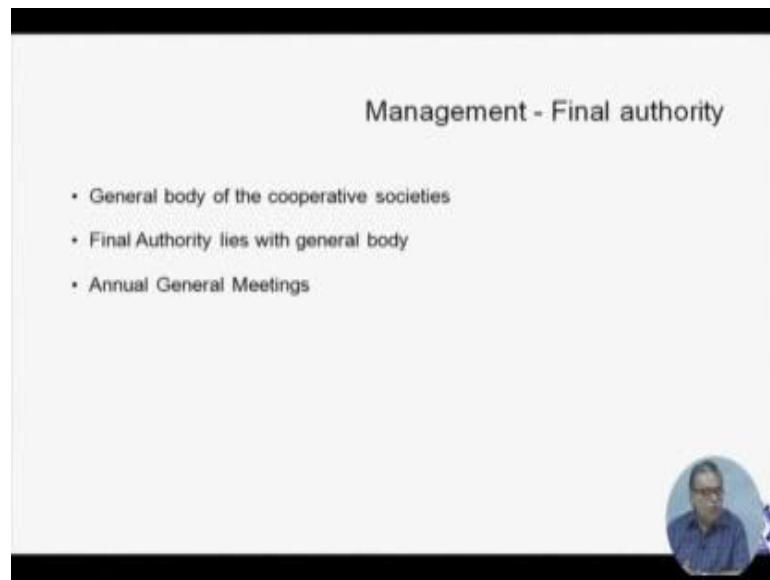 Management - Final authority
• General body of the cooperative societies
• Final Authority lies with general body
• Annual General Meetings